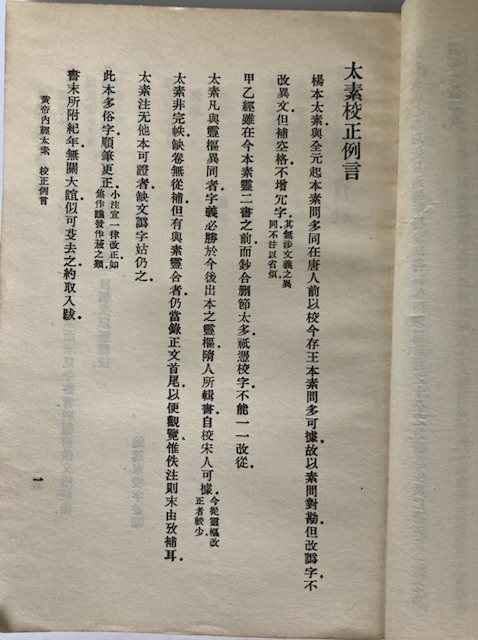 太素校正例言
楊本太素與全元起本素問多同在唐人前以校今存王本素問多可據故以素問對勘但改譌字不
改異文但補空格不增冗字其無涉文義之異同不注以省煩
甲乙經雖在今本素靈二書之前而鈔合删節太多祇憑校字不能一一改從
太素凡與靈樞異同者字義必勝於今後出本之靈樞隋人所輯書自校宋人可據今從靈樞改正者較少
太素非完帙缺卷無從補但有與素靈合者仍當錄正文首尾以便觀覽惟佚注則末由攷補耳
太素注无他本可證者缺文譌字姑仍之
此本多俗字順筆更正小注宜一律改正如焦作膲發作茇之類
書末所附紀年無關大誼似可芟去之約取入跋
黃帝內經太素 校正例言
一